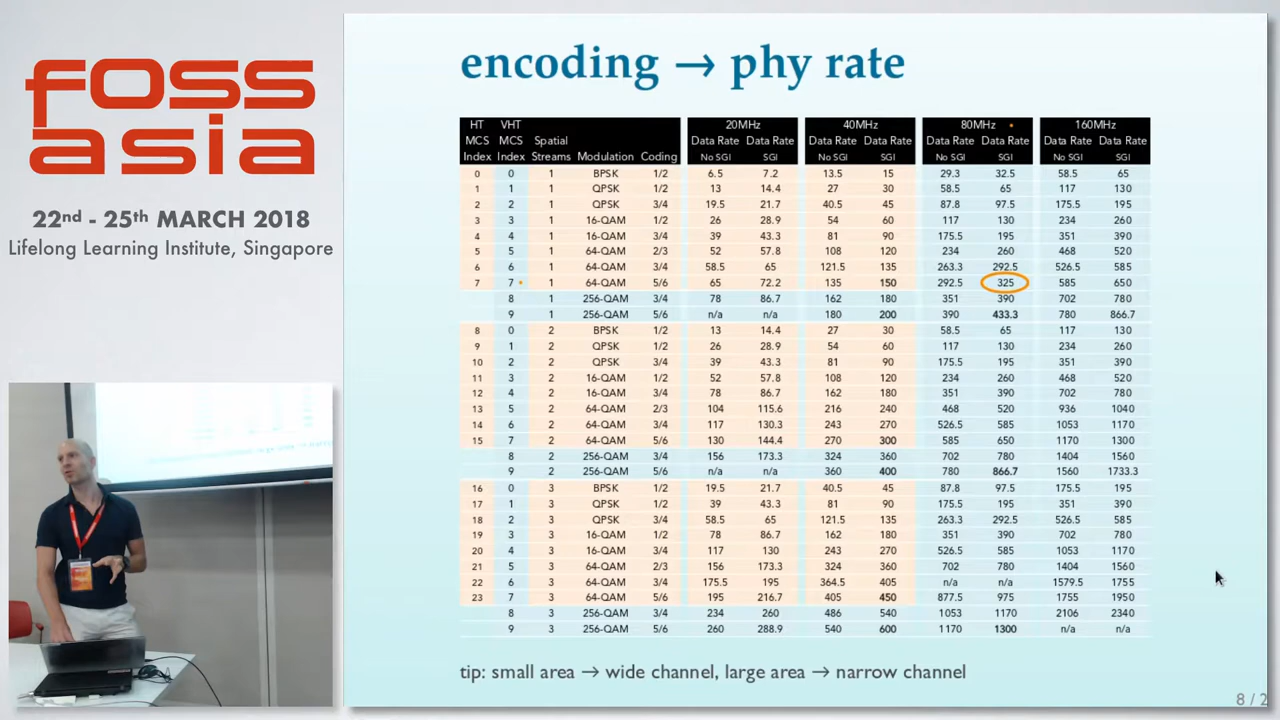 foss
asia
22nd - 25th MARCH 2018
Lifelong Learning Institute, Singapore
encoding → phy rate
HT VHT 20MHz 40MHz 80MHz 160MHz
MCS MCS Spatial Data Rate Data Rate Data Rate Data Rate Data Rate Data Rate Data Rate Data Rate
Index Index Streams Modulation Coding No SGI SGI No SGI SGI No SGI SGI No SGI SGI
0 0 1 BPSK 1/2 6.5 7.2 13.5 15 29.3 32.5 58.5 65
1 1 1 QPSK 1/2 13 14.4 27 30 58.5 65 117 130
2 2 1 QPSK 3/4 19.5 21.7 40.5 45 87.8 97.5 175.5 195
3 3 1 16-QAM 1/2 26 28.9 54 60 117 130 234 260
4 4 1 16-QAM 3/4 39 43.3 81 90 175.5 195 351 390
5 5 1 64-QAM 2/3 52 57.8 108 120 234 260 468 520
6 6 1 64-QAM 3/4 58.5 65 121.5 135 263.3 292.5 526.5 585
7 7 1 64-QAM 5/6 65 72.2 135 150 292.5 325 585 650
8 1 256-QAM 3/4 78 86.7 162 180 351 390 702 780
9 1 256-QAM 5/6 n/a n/a 180 200 390 433.3 780 866.7
8 0 2 BPSK 1/2 13 14.4 27 30 58.5 65 117 130
9 1 2 QPSK 1/2 26 28.9 54 60 117 130 234 260
10 2 2 QPSK 3/4 39 43.3 81 90 175.5 195 351 390
11 3 2 16-QAM 1/2 52 57.8 108 120 234 260 468 520
12 4 2 16-QAM 3/4 78 86.7 162 180 351 390 702 780
13 5 2 64-QAM 2/3 104 115.6 216 240 468 520 936 1040
14 6 2 64-QAM 3/4 117 130.3 243 270 526.5 585 1053 1170
15 7 2 64-QAM 5/6 130 144.4 270 300 585 650 1170 1300
8 2 256-QAM 3/4 156 173.3 324 360 702 780 1404 1560
9 2 256-QAM 5/6 n/a n/a 360 400 780 866.7 1560 1733.3
16 0 3 BPSK 1/2 19.5 21.7 40.5 45 87.8 97.5 175.5 195
17 1 3 QPSK 1/2 39 43.3 81 90 175.5 195 351 390
18 2 3 QPSK 3/4 58.5 65 121.5 135 263.3 292.5 526.5 585
19 3 3 16-QAM 1/2 78 86.7 162 180 351 390 702 780
20 4 3 16-QAM 3/4 117 130 243 270 526.5 585 1053 1170
21 5 3 64-QAM 2/3 156 173.3 324 360 702 780 1404 1560
22 6 3 64-QAM 3/4 175.5 195 364.5 405 n/a n/a 1579.5 1755
23 7 3 64-QAM 5/6 195 216.7 405 450 877.5 975 1755 1950
8 3 256-QAM 3/4 234 260 486 540 1053 1170 2106 2340
9 3 256-QAM 5/6 260 288.9 540 600 1170 1300 n/a n/a
tip: small area → wide channel, large area → narrow channel
8 / 2